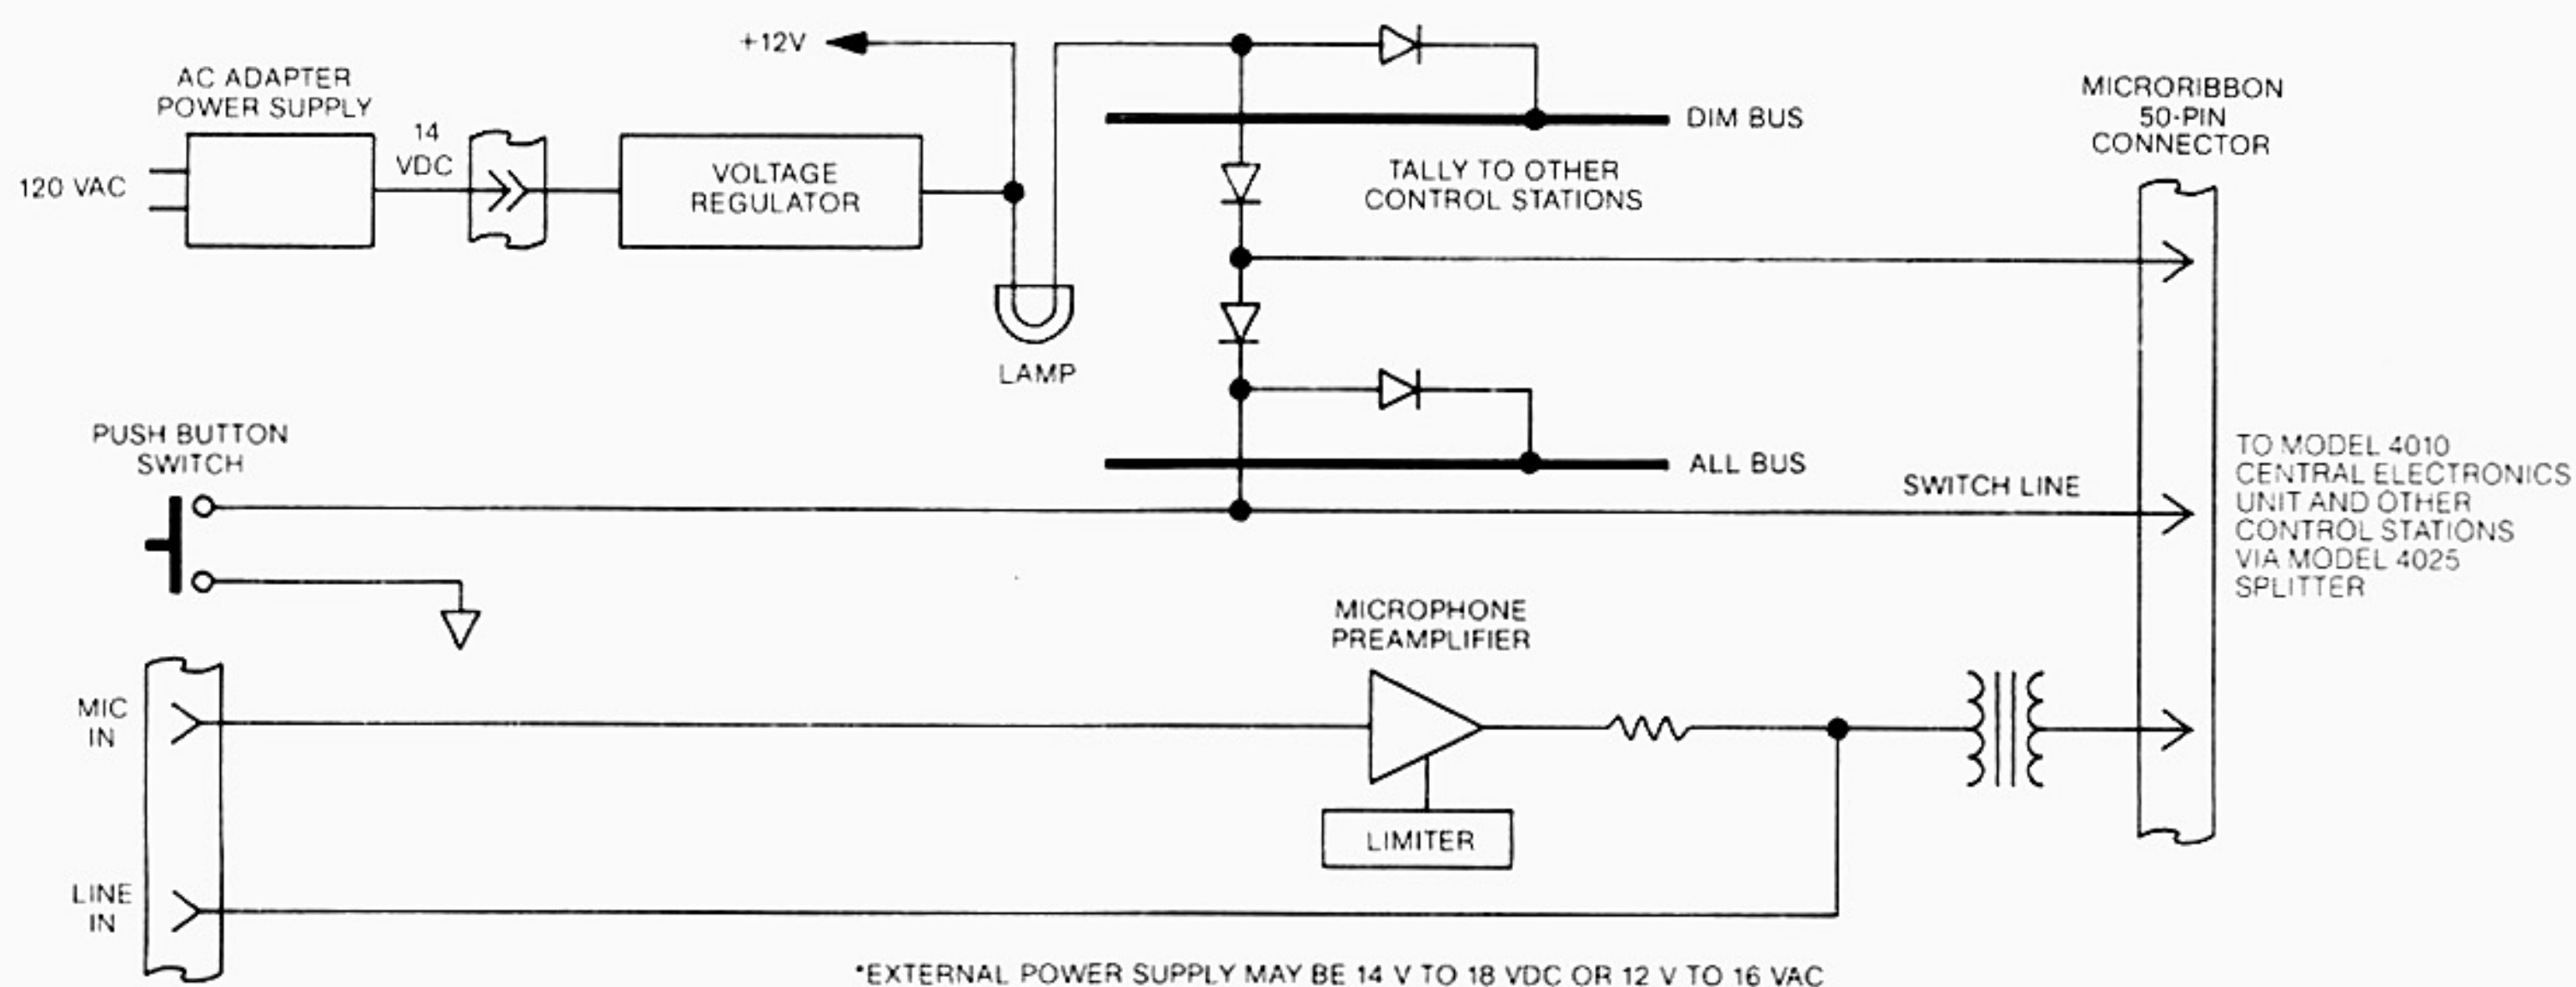 +12V
AC ADAPTER
POWER SUPPLY
14
VDC
120 VAC
VOLTAGE
REGULATOR
LAMP
DIM BUS
TALLY TO OTHER
CONTROL STATIONS
MICRORIBBON
50-PIN
CONNECTOR
PUSH BUTTON
SWITCH
ALL BUS
SWITCH LINE
TO MODEL 4010
CENTRAL ELECTRONICS
UNIT AND OTHER
CONTROL STATIONS
VIA MODEL 4025
SPLITTER
MICROPHONE
PREAMPLIFIER
MIC
IN
LIMITER
LINE
IN
*EXTERNAL POWER SUPPLY MAY BE 14 V TO 18 VDC OR 12 V TO 16 VAC